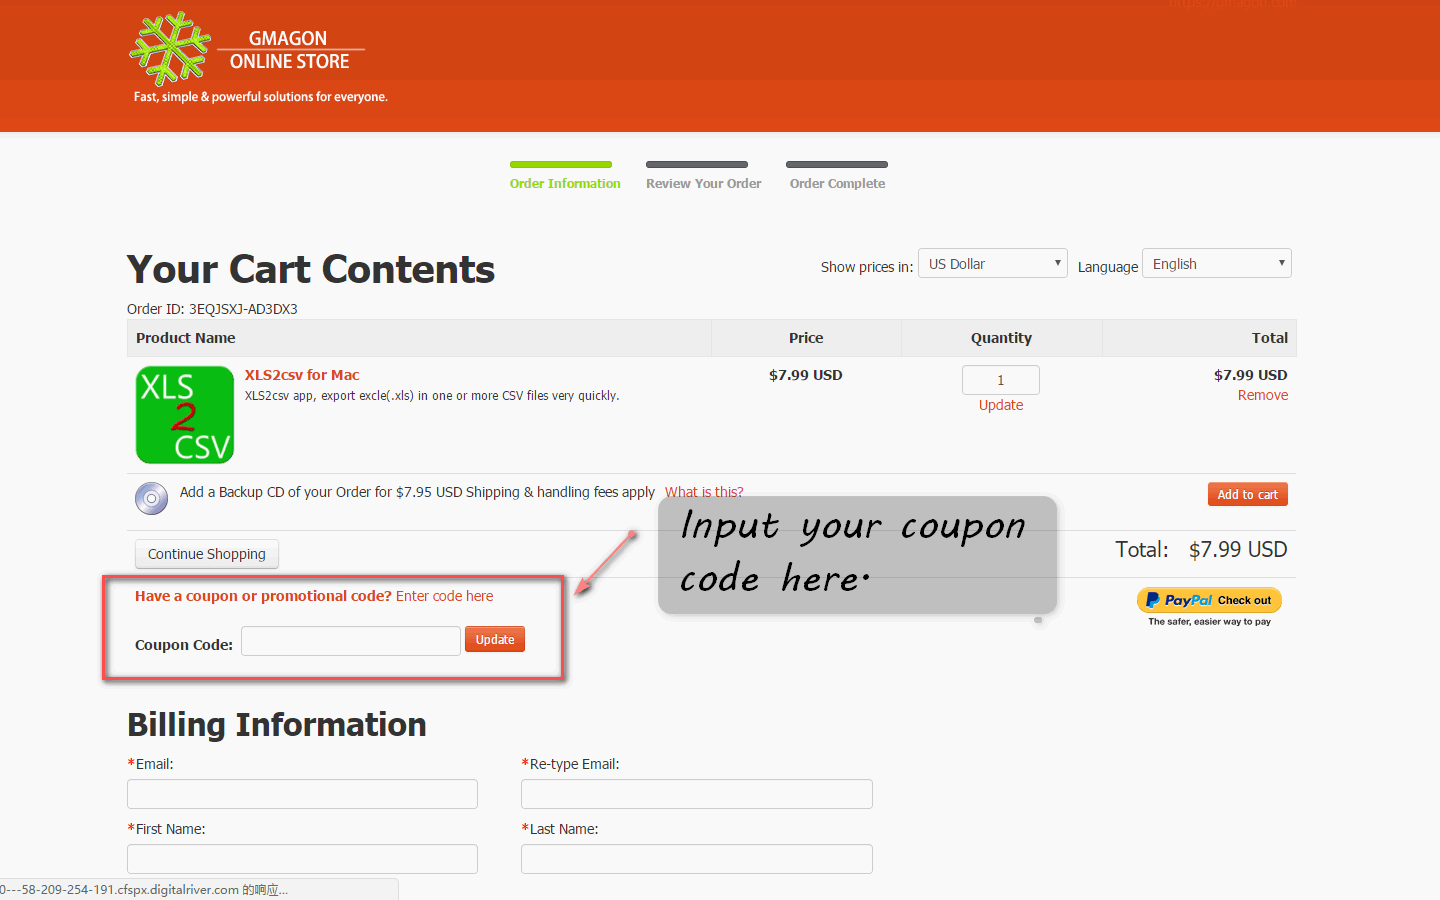 https://Gmagon.com
GMAGON
ONLINE STORE
Fast, simple & powerful solutions for everyone.
Order Information
Review Your Order
Order Complete
Your Cart Contents
Show prices in: US Dollar
Language English
Order ID: 3EQJSXJ-AD3DX3
Product Name Price Quantity Total
XLS
2
CSV
XLS2csv for Mac
XLS2csv app, export excle(.xls) in one or more CSV files very quickly.
$7.99 USD
1
Update
$7.99 USD
Remove
Add a Backup CD of your Order for $7.95 USD Shipping & handling fees apply What is this?
Add to cart
Input your coupon
code here.
Continue Shopping
Total: $7.99 USD
Have a coupon or promotional code? Enter code here
PayPal Check out
The safer, easier way to pay
Coupon Code:
Update
Billing Information
*Email:
*Re-type Email:
*First Name:
*Last Name:
0---58-209-254-191.cfspx.digitalriver.com 的响应...